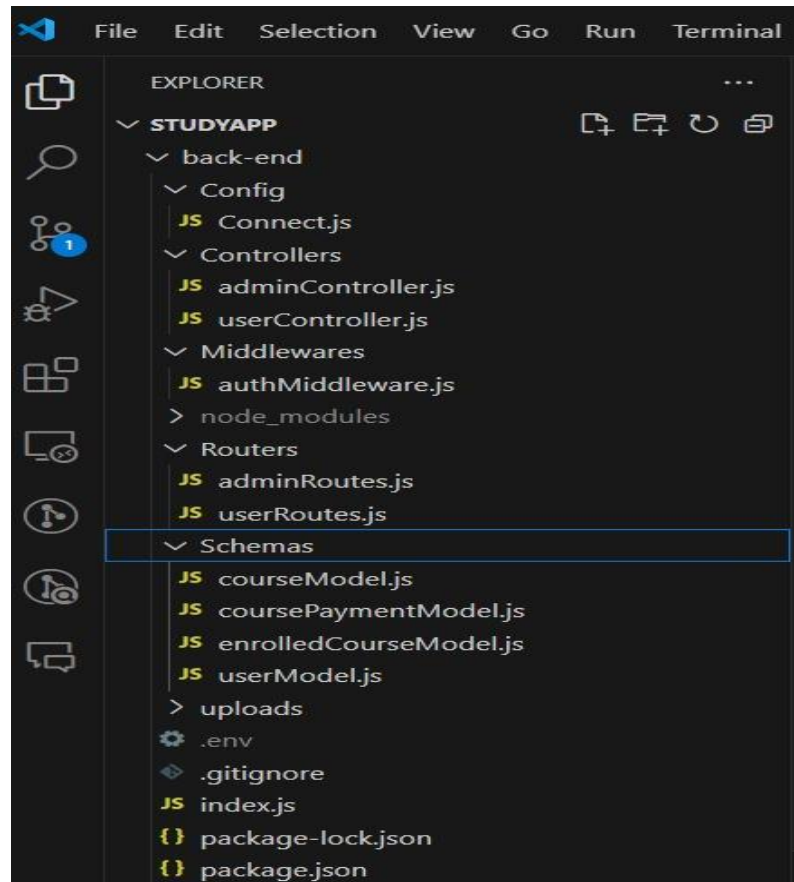 File Edit Selection View Go Run Terminal
EXPLORER ...
STUDYAPP
back-end
Config
JS Connect.js
Controllers
JS adminController.js
JS userController.js
Middlewares
JS authMiddleware.js
node_modules
Routers
JS adminRoutes.js
JS userRoutes.js
Schemas
JS courseModel.js
JS coursePaymentModel.js
JS enrolledCourseModel.js
JS userModel.js
uploads
.env
.gitignore
JS index.js
{} package-lock.json
{} package.json
1